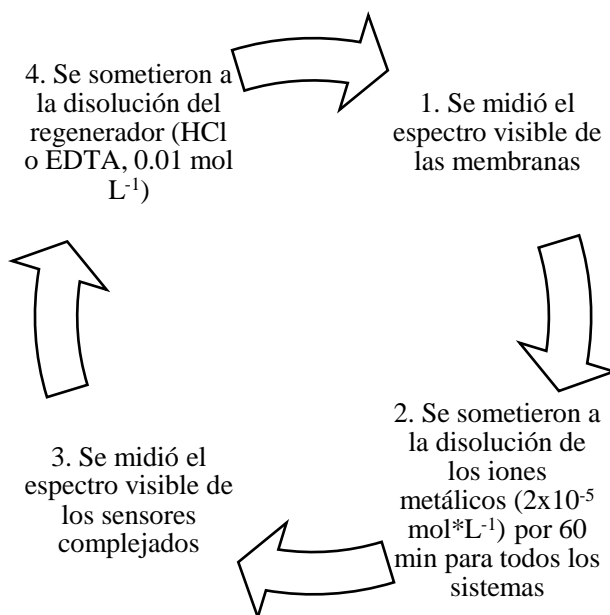 1. Se midió el
espectro visible de
las membranas
2. Se sometieron a
la disolución de
los iones
metálicos (2x10⁻⁵
mol*L⁻¹) por 60
min para todos los
sistemas
3. Se midió el
espectro visible de
los sensores
complejados
4. Se sometieron a
la disolución del
regenerador (HCl
o EDTA, 0.01 mol
L⁻¹)